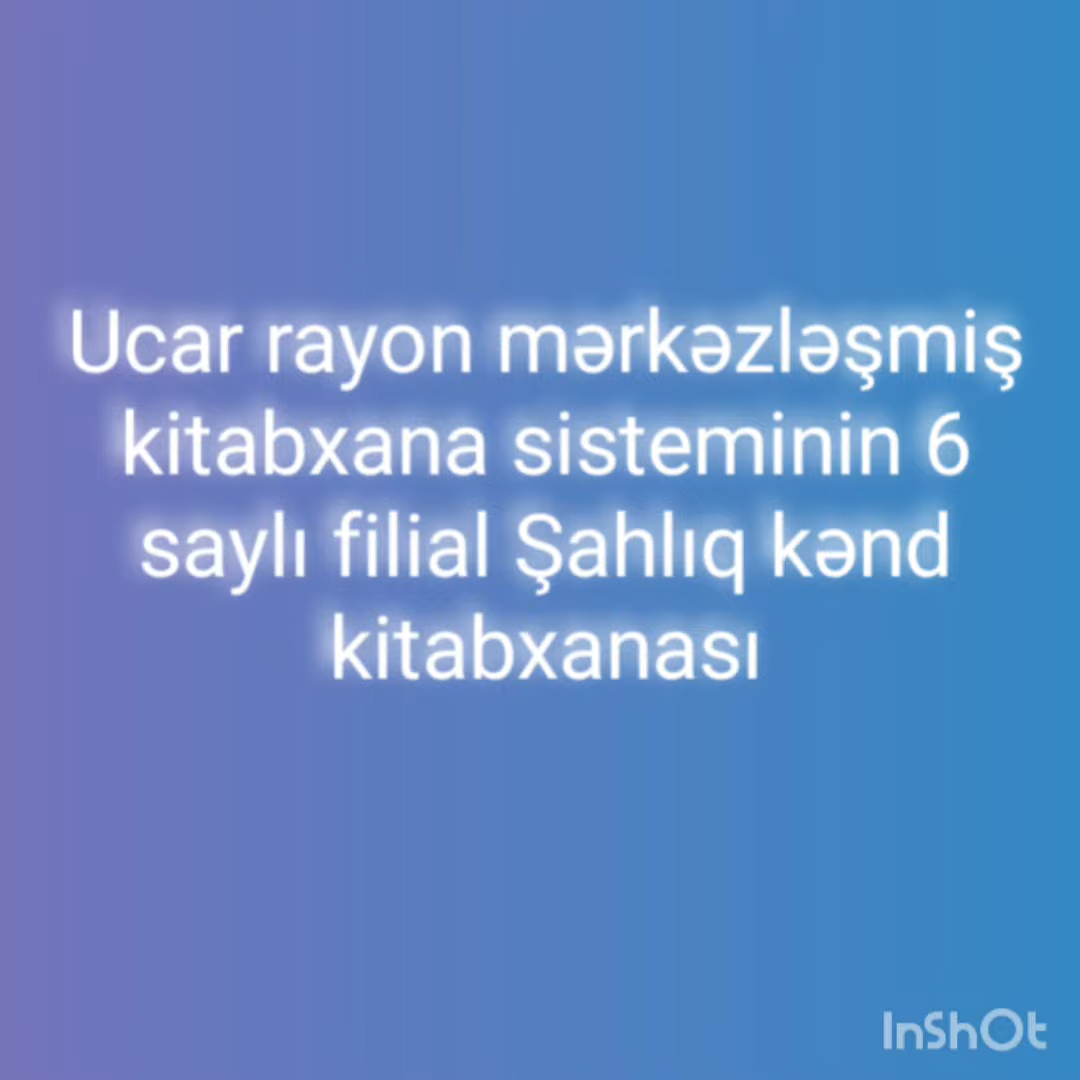 Ucar rayon mərkəzləşmiş
kitabxana sisteminin 6
saylı filial Şahlıq kənd
kitabxanası
InShOt